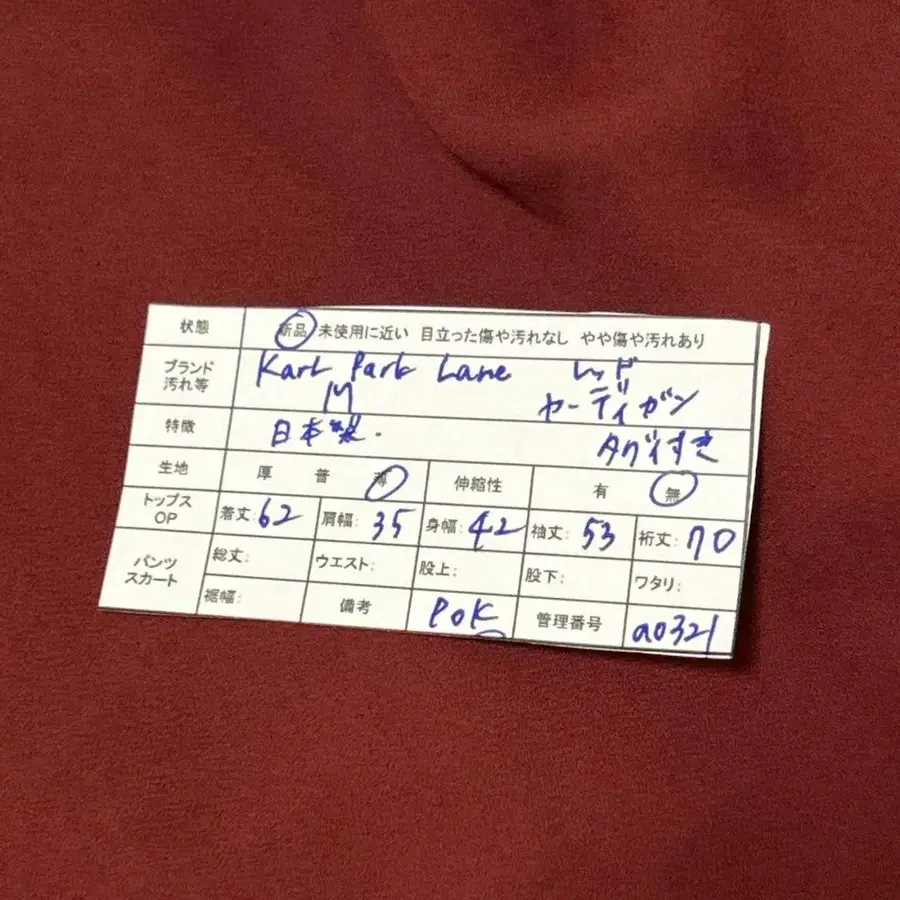 状態 新品 未使用に近い 目立った傷や汚れなし やや傷や汚れあり
ブランド 汚れ等 Karl Park Lane レッド
M カーディガン
特徴 日本製. タグ付すき
生地 厚 普 薄 伸縮性 有 無
トップス OP 着丈: 62 肩幅: 35 身幅: 42 袖丈: 53 裄丈: 70
パンツ スカート 総丈: ウエスト: 股上: 股下: ワタリ:
裾幅: 備考 POK 管理番号 a0321